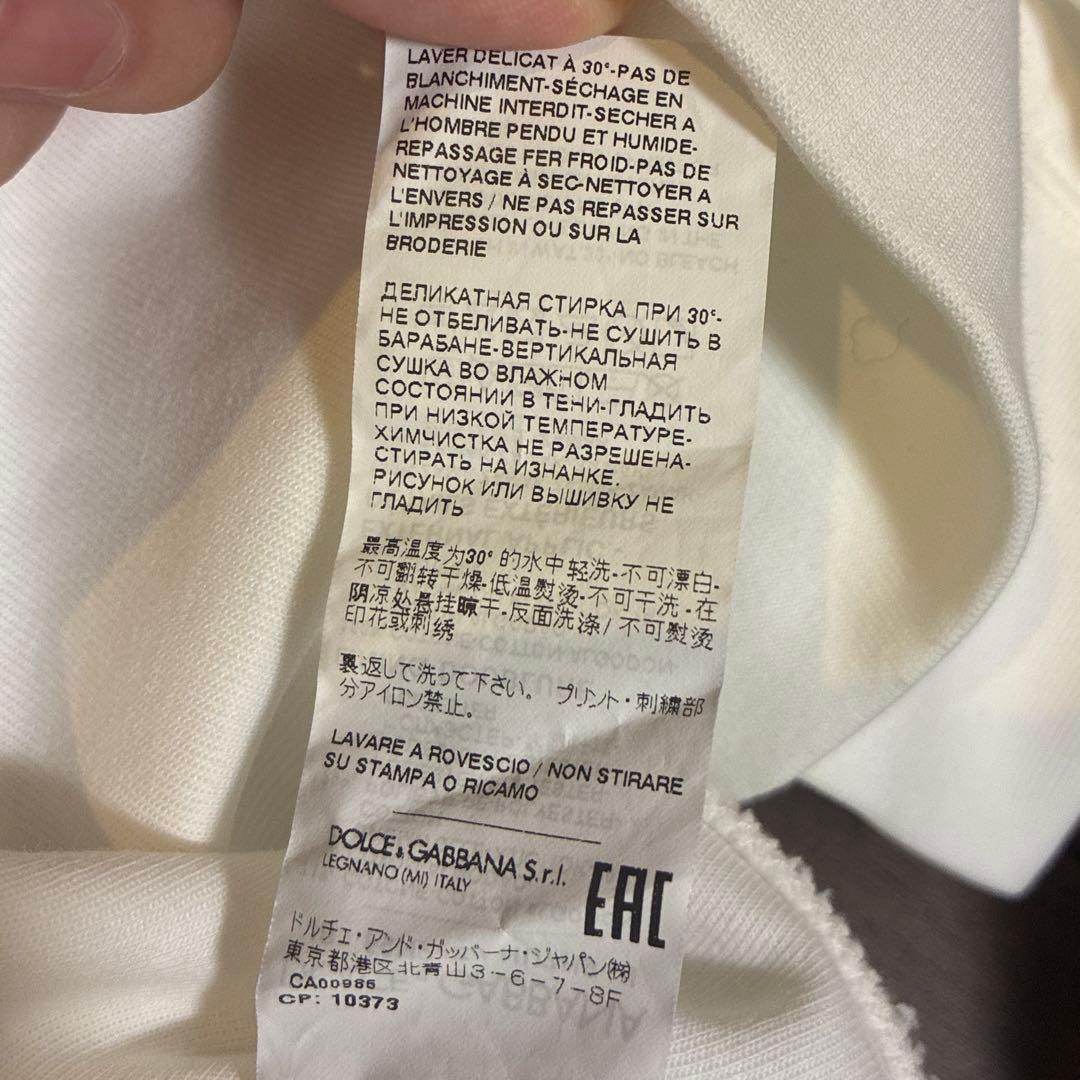 LAVER DÉLICAT À 30°-PAS DE
BLANCHIMENT-SÉCHAGE EN
MACHINE INTERDIT-SECHER A
L'HOMBRE PENDU ET HUMIDE-
REPASSAGE FER FROID-PAS DE
NETTOYAGE À SEC-NETTOYER A
L'ENVERS / NE PAS REPASSER SUR
L'IMPRESSION OU SUR LA
BRODERIE
ДЕЛИКАТНАЯ СТИРКА ПРИ 30°-
НЕ ОТБЕЛИВАТЬ-НЕ СУШИТЬ В
БАРАБАНЕ-ВЕРТИКАЛЬНАЯ
СУШКА ВО ВЛАЖНОМ
СОСТОЯНИИ В ТЕНИ-ГЛАДИТЬ
ПРИ НИЗКОЙ ТЕМПЕРАТУРЕ-
ХИМЧИСТКА НЕ РАЗРЕШЕНА-
СТИРАТЬ НА ИЗНАНКЕ.
РИСУНОК ИЛИ ВЫШИВКУ НЕ
ГЛАДИТЬ
最高温度为30°的水中轻洗-不可漂白-
不可翻转干燥-低温熨烫-不可干洗-在
阴凉处悬挂晾干-反面洗涤/不可熨烫
印花或刺绣
裏返して洗って下さい。 プリント・刺繍部
分アイロン禁止。
LAVARE A ROVESCIO / NON STIRARE
SU STAMPA O RICAMO
DOLCE & GABBANA S.r.l.
LEGNANO (MI) ITALY
EAC
ドルチェ・アンド・ガッバーナ・ジャパン㈱
東京都港区北青山3-6-7-8F
CA00985
CP: 10373